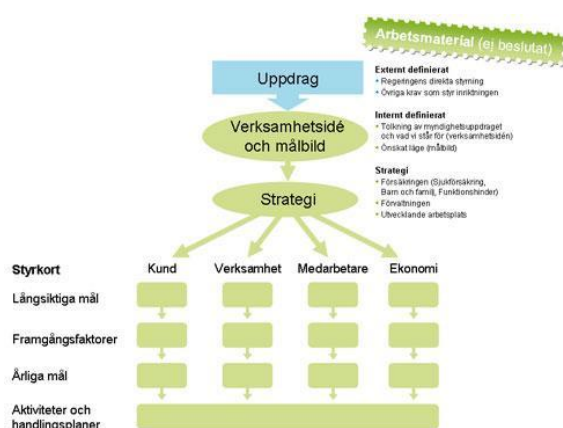 Arbetsmaterial (ej beslutat)
Uppdrag
Externt definierat
• Regeringens direkta styrning
• Övriga krav som styr inriktningen
Verksamhetsidé
och målbild
Internt definierat
• Tolkning av myndighetsuppdraget
och vad vi står för (verksamhetsidén)
• Önskat läge (målbild)
Strategi
Strategi
• Försäkringen (Sjukförsäkring,
Barn och familj, Funktionshinder)
• Förvaltningen
• Utvecklande arbetsplats
Styrkort
Kund
Verksamhet
Medarbetare
Ekonomi
Långsiktiga mål
Framgångsfaktorer
Årliga mål
Aktiviteter och
handlingsplaner